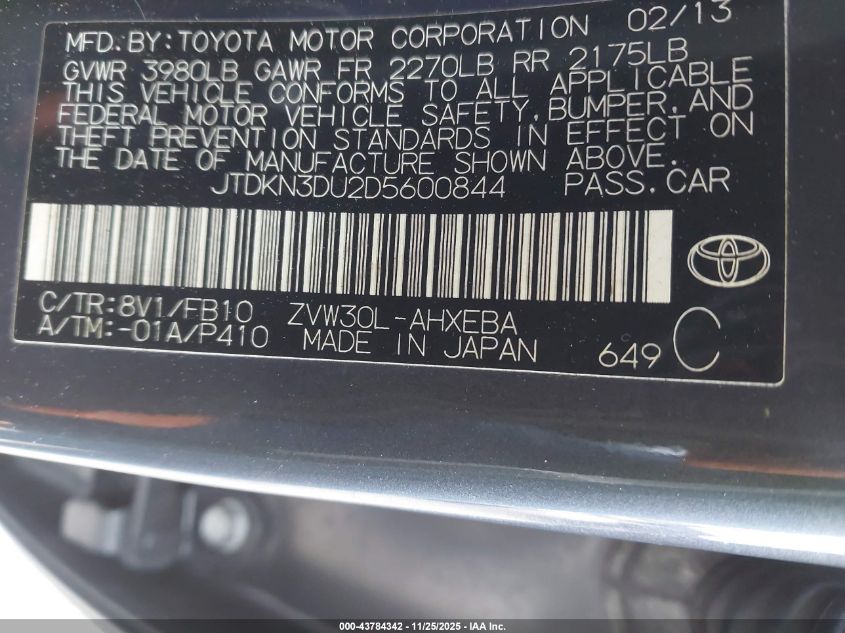 MFD.BY:TOYOTA MOTOR CORPORATION 02/13
GVWR 3980LB GAWR FR 2270LB RR 2175LB
THIS VEHICLE CONFORMS TO ALL APPLICABLE
FEDERAL MOTOR VEHICLE SAFETY,BUMPER,AND
THEFT PREVENTION STANDARDS IN EFFECT ON
THE DATE OF MANUFACTURE SHOWN ABOVE.
JTDKN3DU2D5600844 PASS.CAR
C/TR:8V1/FB10 ZVW30L-AHXEBA
A/TM:-01A/P410 MADE IN JAPAN 649 C
000-43784342 - 11/25/2025 - IAA Inc.